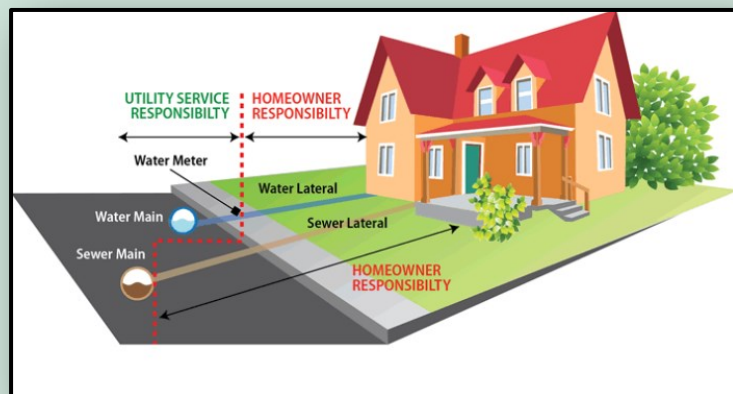 UTILITY SERVICE
RESPONSIBILTY
HOMEOWNER
RESPONSIBILTY
Water Meter
Water Lateral
Water Main
Sewer Lateral
Sewer Main
HOMEOWNER
RESPONSIBILTY